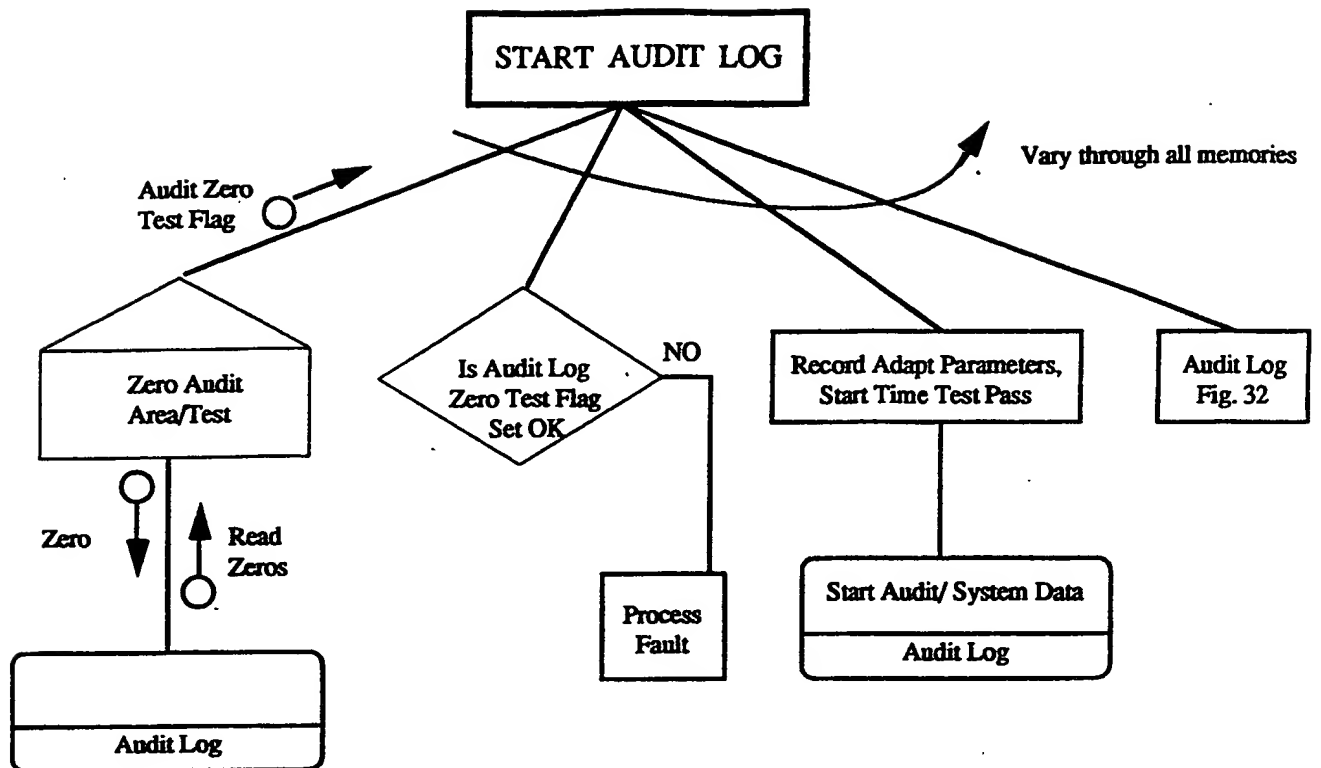 START AUDIT LOG
Vary through all memories
Audit Zero
Test Flag
Zero Audit
Area/Test
Is Audit Log
Zero Test Flag
Set OK
NO
Record Adapt Parameters,
Start Time Test Pass
Audit Log
Fig. 32
Zero
Read
Zeros
Process
Fault
Start Audit/ System Data
Audit Log
Audit Log